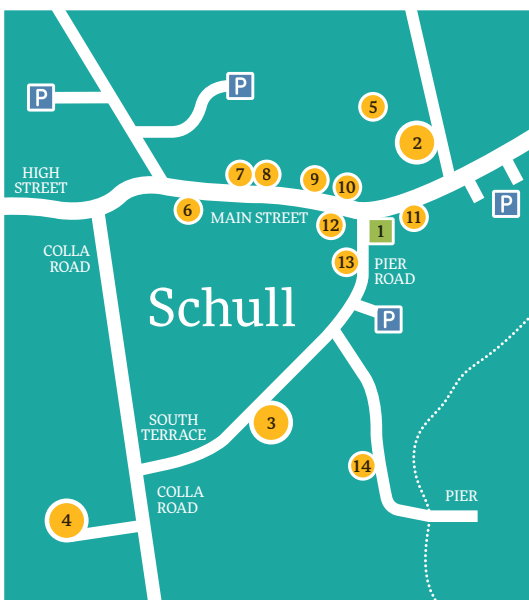 P
P
5
2
HIGH
STREET
7
8
9
10
6
MAIN STREET
12
1
11
P
COLLA
ROAD
13
PIER
ROAD
Schull
P
SOUTH
TERRACE
3
14
COLLA
ROAD
PIER
4